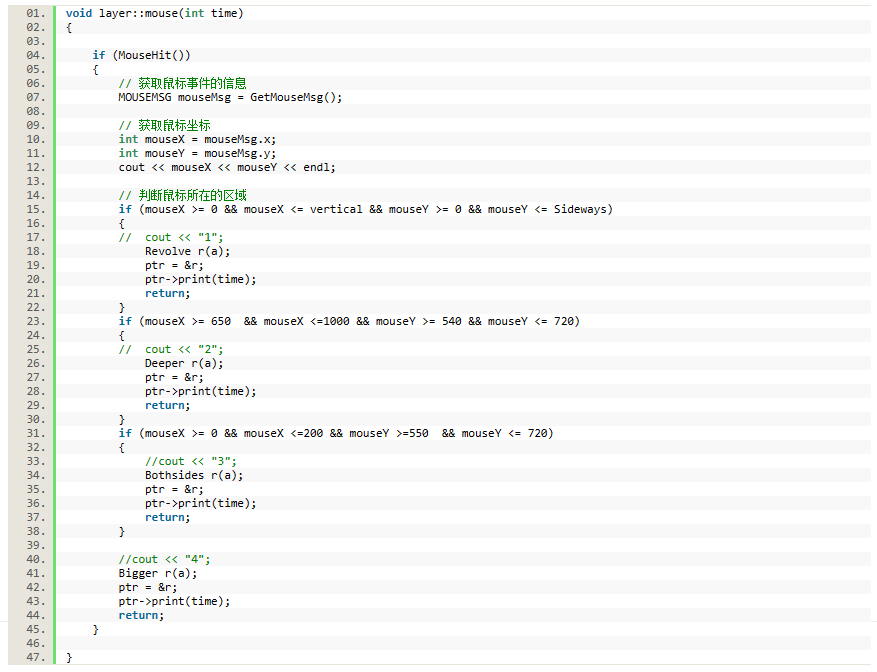 01. void layer::mouse(int time)
02. {
03.
04. if (MouseHit())
05. {
06. // 获取鼠标事件的信息
07. MOUSEMSG mouseMsg = GetMouseMsg();
08.
09. // 获取鼠标坐标
10. int mouseX = mouseMsg.x;
11. int mouseY = mouseMsg.y;
12. cout << mouseX << mouseY << endl;
13.
14. // 判断鼠标所在的区域
15. if (mouseX >= 0 && mouseX <= vertical && mouseY >= 0 && mouseY <= Sideways)
16. {
17. //  cout << "1";
18. Revolve r(a);
19. ptr = &r;
20. ptr->print(time);
21. return;
22. }
23. if (mouseX >= 650  && mouseX <=1000 && mouseY >= 540 && mouseY <= 720)
24. {
25. //  cout << "2";
26. Deeper r(a);
27. ptr = &r;
28. ptr->print(time);
29. return;
30. }
31. if (mouseX >= 0 && mouseX <=200 && mouseY >=550  && mouseY <= 720)
32. {
33. //cout << "3";
34. Bothsides r(a);
35. ptr = &r;
36. ptr->print(time);
37. return;
38. }
39.
40. //cout << "4";
41. Bigger r(a);
42. ptr = &r;
43. ptr->print(time);
44. return;
45. }
46.
47. }